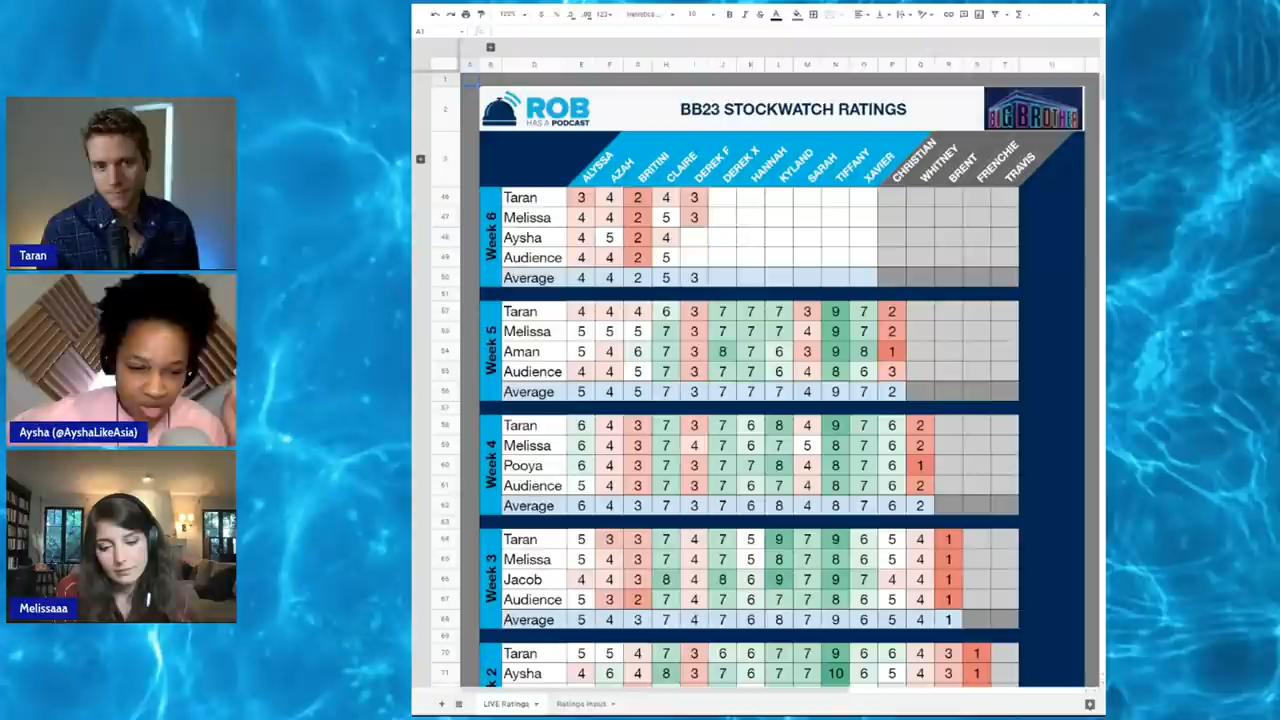 Taran
Aysha (@AyshaLikeAsia)
Melissaaa
A1
ROB
HAS A PODCAST
BB23 STOCKWATCH RATINGS
BIG BROTHER
ALYSSA AZAH BRITINI CLAIRE DEREK F DEREK X HANNAH KYLAND SARAH TIFFANY XAVIER CHRISTIAN WHITNEY BRENT FRENCHIE TRAVIS
Week 6
Taran 3 4 2 4 3
Melissa 4 4 2 5 3
Aysha 4 5 2 4
Audience 4 4 2 5
Average 4 4 2 5 3
Week 5
Taran 4 4 4 6 3 7 7 7 3 9 7 2
Melissa 5 5 5 7 3 7 7 7 4 9 7 2
Aman 5 4 6 7 3 8 7 6 3 9 8 1
Audience 4 4 5 7 3 7 7 6 4 8 6 3
Average 5 4 5 7 3 7 7 7 4 9 7 2
Week 4
Taran 6 4 3 7 3 7 6 8 4 9 7 6 2
Melissa 6 4 3 7 4 7 6 7 5 8 7 6 2
Pooya 6 4 3 7 3 7 7 8 4 8 7 6 1
Audience 6 4 3 7 3 7 6 7 4 8 7 6 2
Average 6 4 3 7 3 7 6 8 4 8 7 6 2
Week 3
Taran 5 3 3 7 4 7 5 9 7 9 6 5 4 1
Melissa 5 4 3 7 4 7 5 8 7 8 6 5 4 1
Jacob 4 4 3 8 4 8 6 9 7 9 7 4 4 1
Audience 5 3 2 7 4 7 6 7 7 8 6 5 4 1
Average 5 4 3 7 4 7 6 8 7 9 6 5 4 1
k 2
Taran 5 5 4 7 3 6 6 7 7 9 6 6 4 3 1
Aysha 4 6 4 8 3 7 6 7 7 10 6 5 4 3 1
LIVE Ratings
Ratings Input